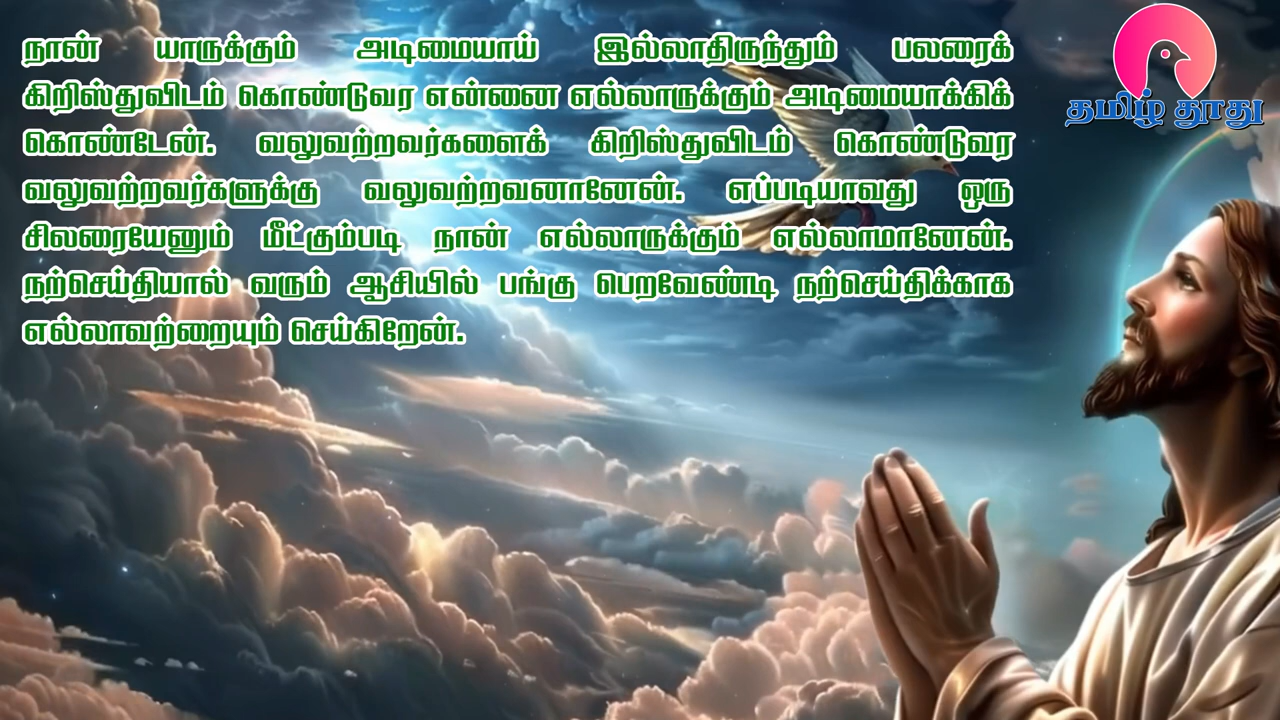 நான் யாருக்கும் அடிமையாய் இல்லாதிருந்தும் பலரைக்
கிறிஸ்துவிடம் கொண்டுவர என்னை எல்லாருக்கும் அடிமையாக்கிக்
கொண்டேன். வலுவற்றவர்களைக் கிறிஸ்துவிடம் கொண்டுவர
வலுவற்றவர்களுக்கு வலுவற்றவனானேன். எப்படியாவது ஒரு
சிலரையேனும் மீட்கும்படி நான் எல்லாருக்கும் எல்லாமானேன்.
நற்செய்தியால் வரும் ஆசியில் பங்கு பெறவேண்டி நற்செய்திக்காக
எல்லாவற்றையும் செய்கிறேன்.
தமிழ் தூது